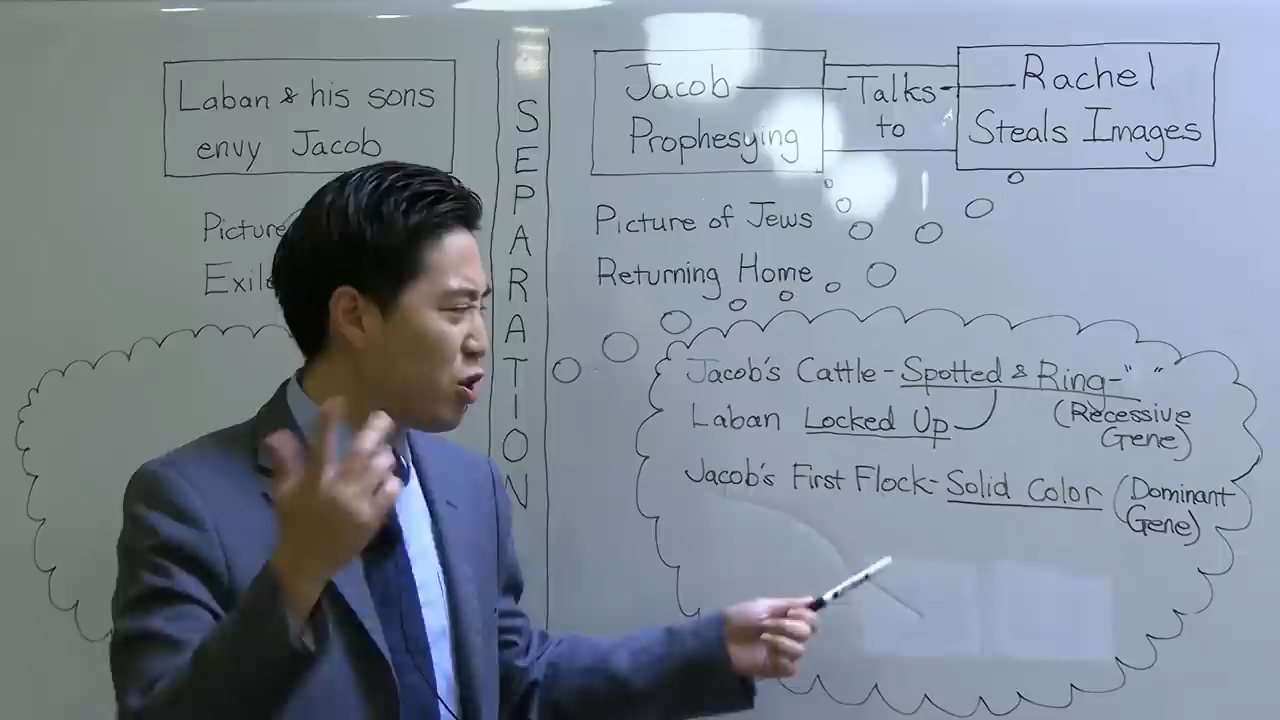 Laban & his sons
envy Jacob
Picture
SEPARATION
Jacob
Prophesying
Talks
to
Rachel
Steals Images
Picture of Jews
Returning Home
Jacob's Cattle - Spotted & Ring-" "
(Recessive
Gene)
Laban Locked Up
Jacob's First Flock - Solid Color (Dominant
Gene)